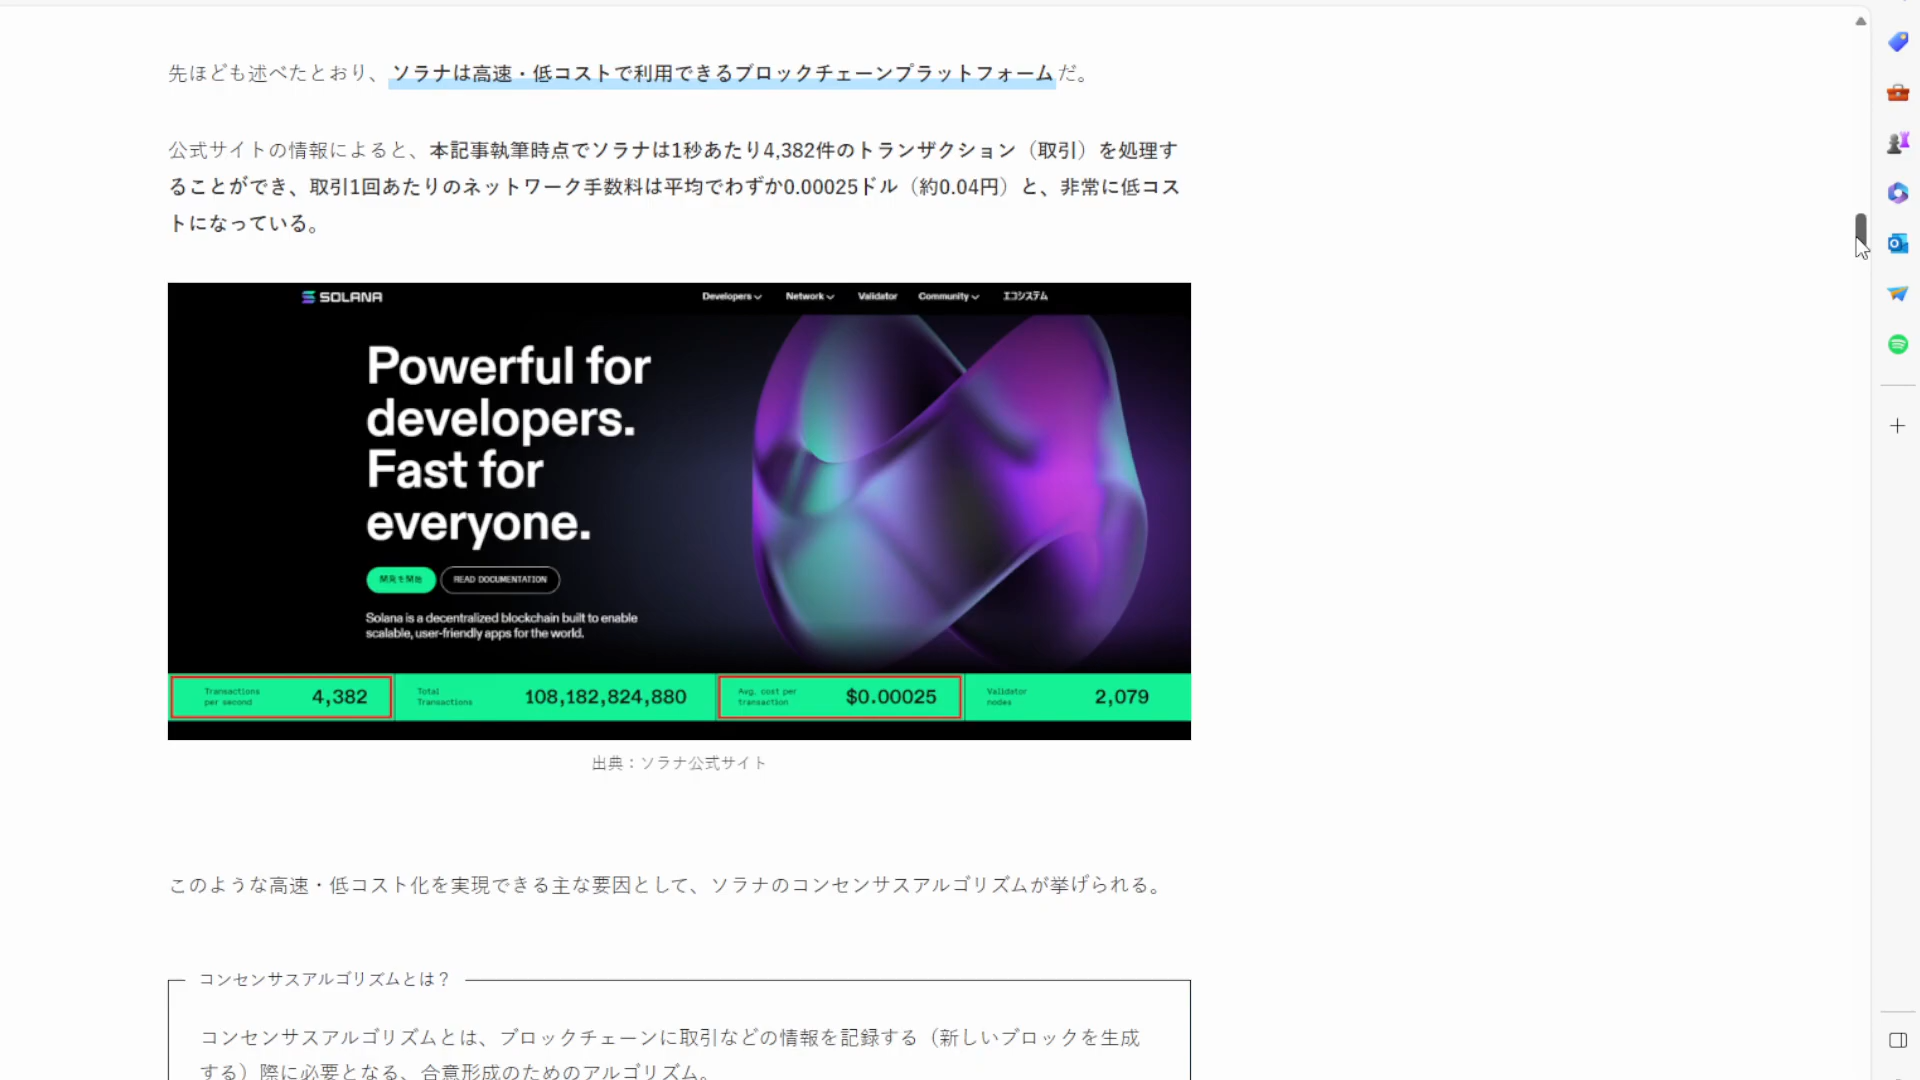 先ほども述べたとおり、ソラナは高速・低コストで利用できるブロックチェーンプラットフォームだ。
公式サイトの情報によると、本記事執筆時点でソラナは1秒あたり4,382件のトランザクション（取引）を処理す
ることができ、取引1回あたりのネットワーク手数料は平均でわずか0.00025ドル（約0.04円）と、非常に低コス
トになっている。
SOLANA
Developers
Network
Validator
Community
エコシステム
Powerful for
developers.
Fast for
everyone.
開発を開始
READ DOCUMENTATION
Solana is a decentralized blockchain built to enable
scalable, user-friendly apps for the world.
Transactions
per second
4,382
Total
Transactions
108,182,824,880
Avg. cost per
transaction
$0.00025
Validator
nodes
2,079
出典：ソラナ公式サイト
このような高速・低コスト化を実現できる主な要因として、ソラナのコンセンサスアルゴリズムが挙げられる。
コンセンサスアルゴリズムとは？
コンセンサスアルゴリズムとは、ブロックチェーンに取引などの情報を記録する（新しいブロックを生成
する）際に必要となる、合意形成のためのアルゴリズム。